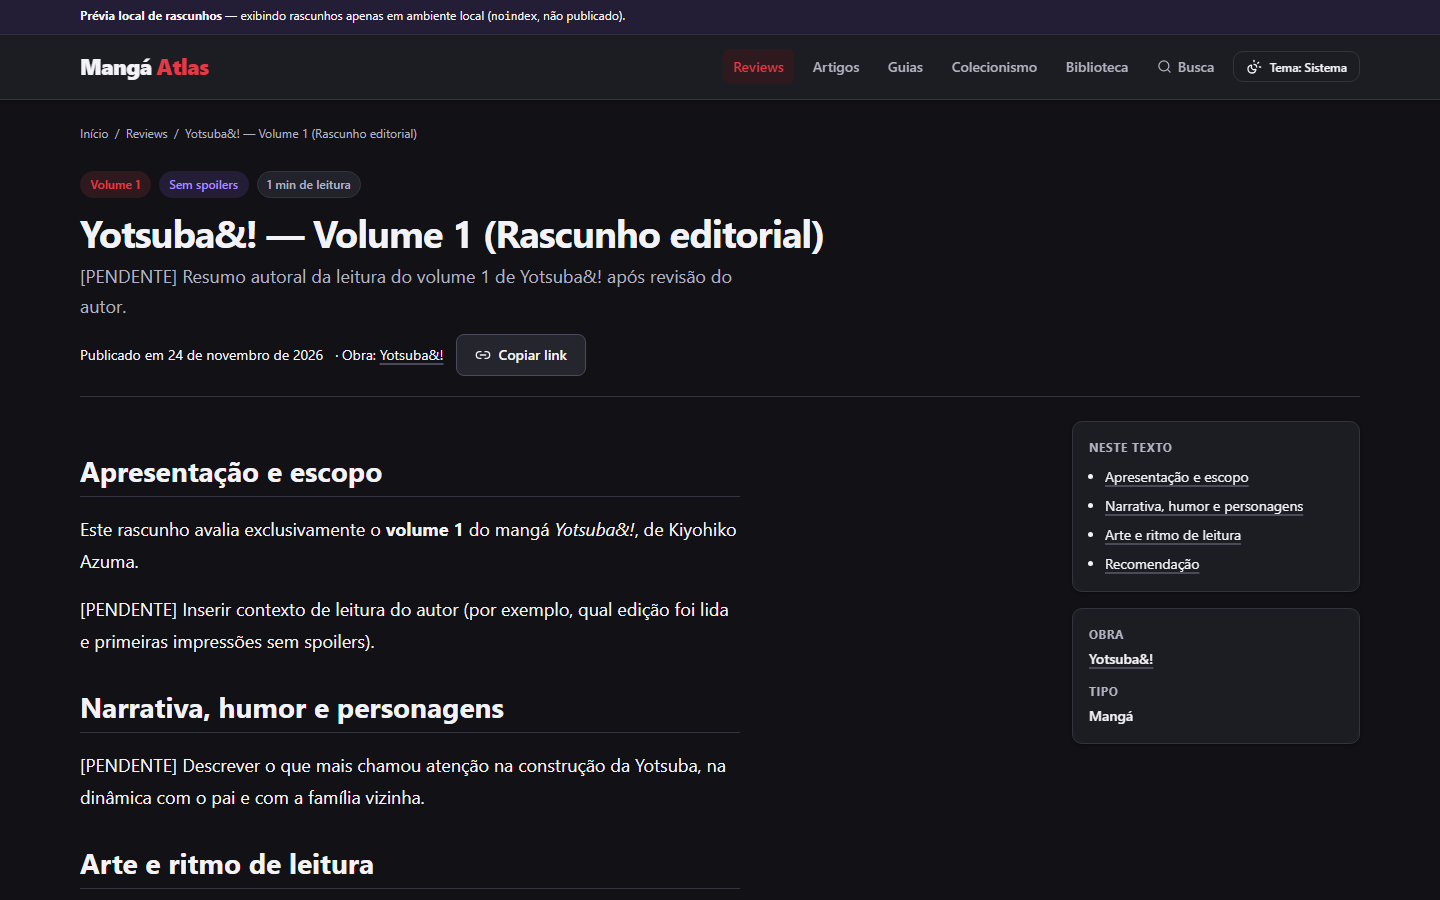 Prévia local de rascunhos — exibindo rascunhos apenas em ambiente local (noindex, não publicado).
Mangá Atlas
Reviews
Artigos
Guias
Colecionismo
Biblioteca
Busca
Tema: Sistema
Início / Reviews / Yotsuba&! — Volume 1 (Rascunho editorial)
Volume 1
Sem spoilers
1 min de leitura
Yotsuba&! — Volume 1 (Rascunho editorial)
[PENDENTE] Resumo autoral da leitura do volume 1 de Yotsuba&! após revisão do
autor.
Publicado em 24 de novembro de 2026 · Obra: Yotsuba&!
Copiar link
Apresentação e escopo
Este rascunho avalia exclusivamente o volume 1 do mangá Yotsuba&!, de Kiyohiko
Azuma.
[PENDENTE] Inserir contexto de leitura do autor (por exemplo, qual edição foi lida
e primeiras impressões sem spoilers).
Narrativa, humor e personagens
[PENDENTE] Descrever o que mais chamou atenção na construção da Yotsuba, na
dinâmica com o pai e com a família vizinha.
Arte e ritmo de leitura
NESTE TEXTO
Apresentação e escopo
Narrativa, humor e personagens
Arte e ritmo de leitura
Recomendação
OBRA
Yotsuba&!
TIPO
Mangá